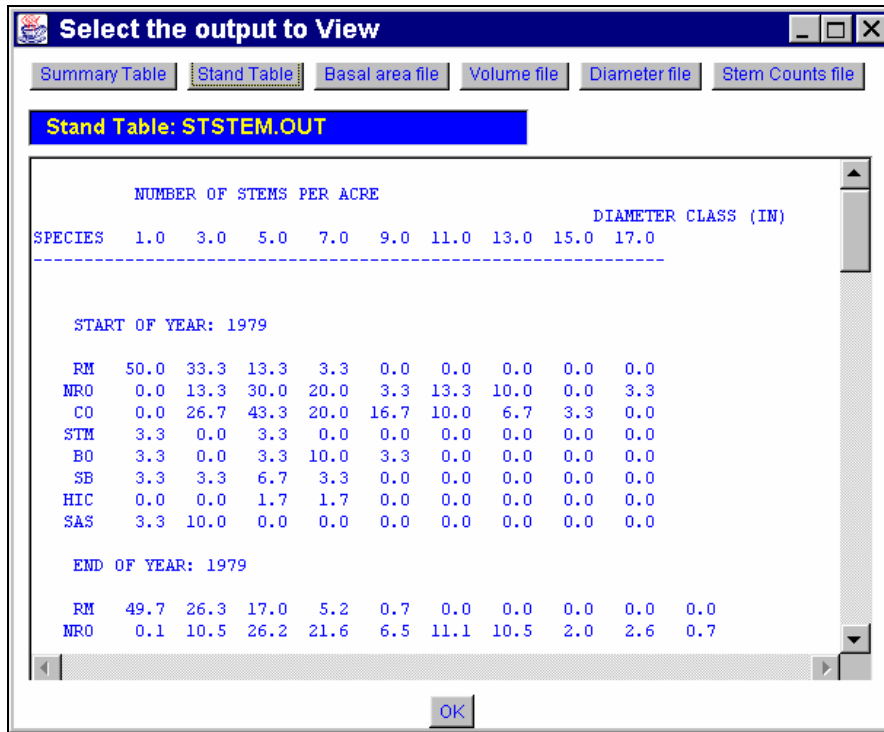 Select the output to View
Summary Table Stand Table Basal area file Volume file Diameter file Stem Counts file
Stand Table: STSTEM.OUT
NUMBER OF STEMS PER ACRE
DIAMETER CLASS (IN)
SPECIES 1.0 3.0 5.0 7.0 9.0 11.0 13.0 15.0 17.0
--------------------------------------------------------------
START OF YEAR: 1979
RM 50.0 33.3 13.3 3.3 0.0 0.0 0.0 0.0 0.0
NRO 0.0 13.3 30.0 20.0 3.3 13.3 10.0 0.0 3.3
CO 0.0 26.7 43.3 20.0 16.7 10.0 6.7 3.3 0.0
STM 3.3 0.0 3.3 0.0 0.0 0.0 0.0 0.0 0.0
BO 3.3 0.0 3.3 10.0 3.3 0.0 0.0 0.0 0.0
SB 3.3 3.3 6.7 3.3 0.0 0.0 0.0 0.0 0.0
HIC 0.0 0.0 1.7 1.7 0.0 0.0 0.0 0.0 0.0
SAS 3.3 10.0 0.0 0.0 0.0 0.0 0.0 0.0 0.0
END OF YEAR: 1979
RM 49.7 26.3 17.0 5.2 0.7 0.0 0.0 0.0 0.0 0.0
NRO 0.1 10.5 26.2 21.6 6.5 11.1 10.5 2.0 2.6 0.7
OK